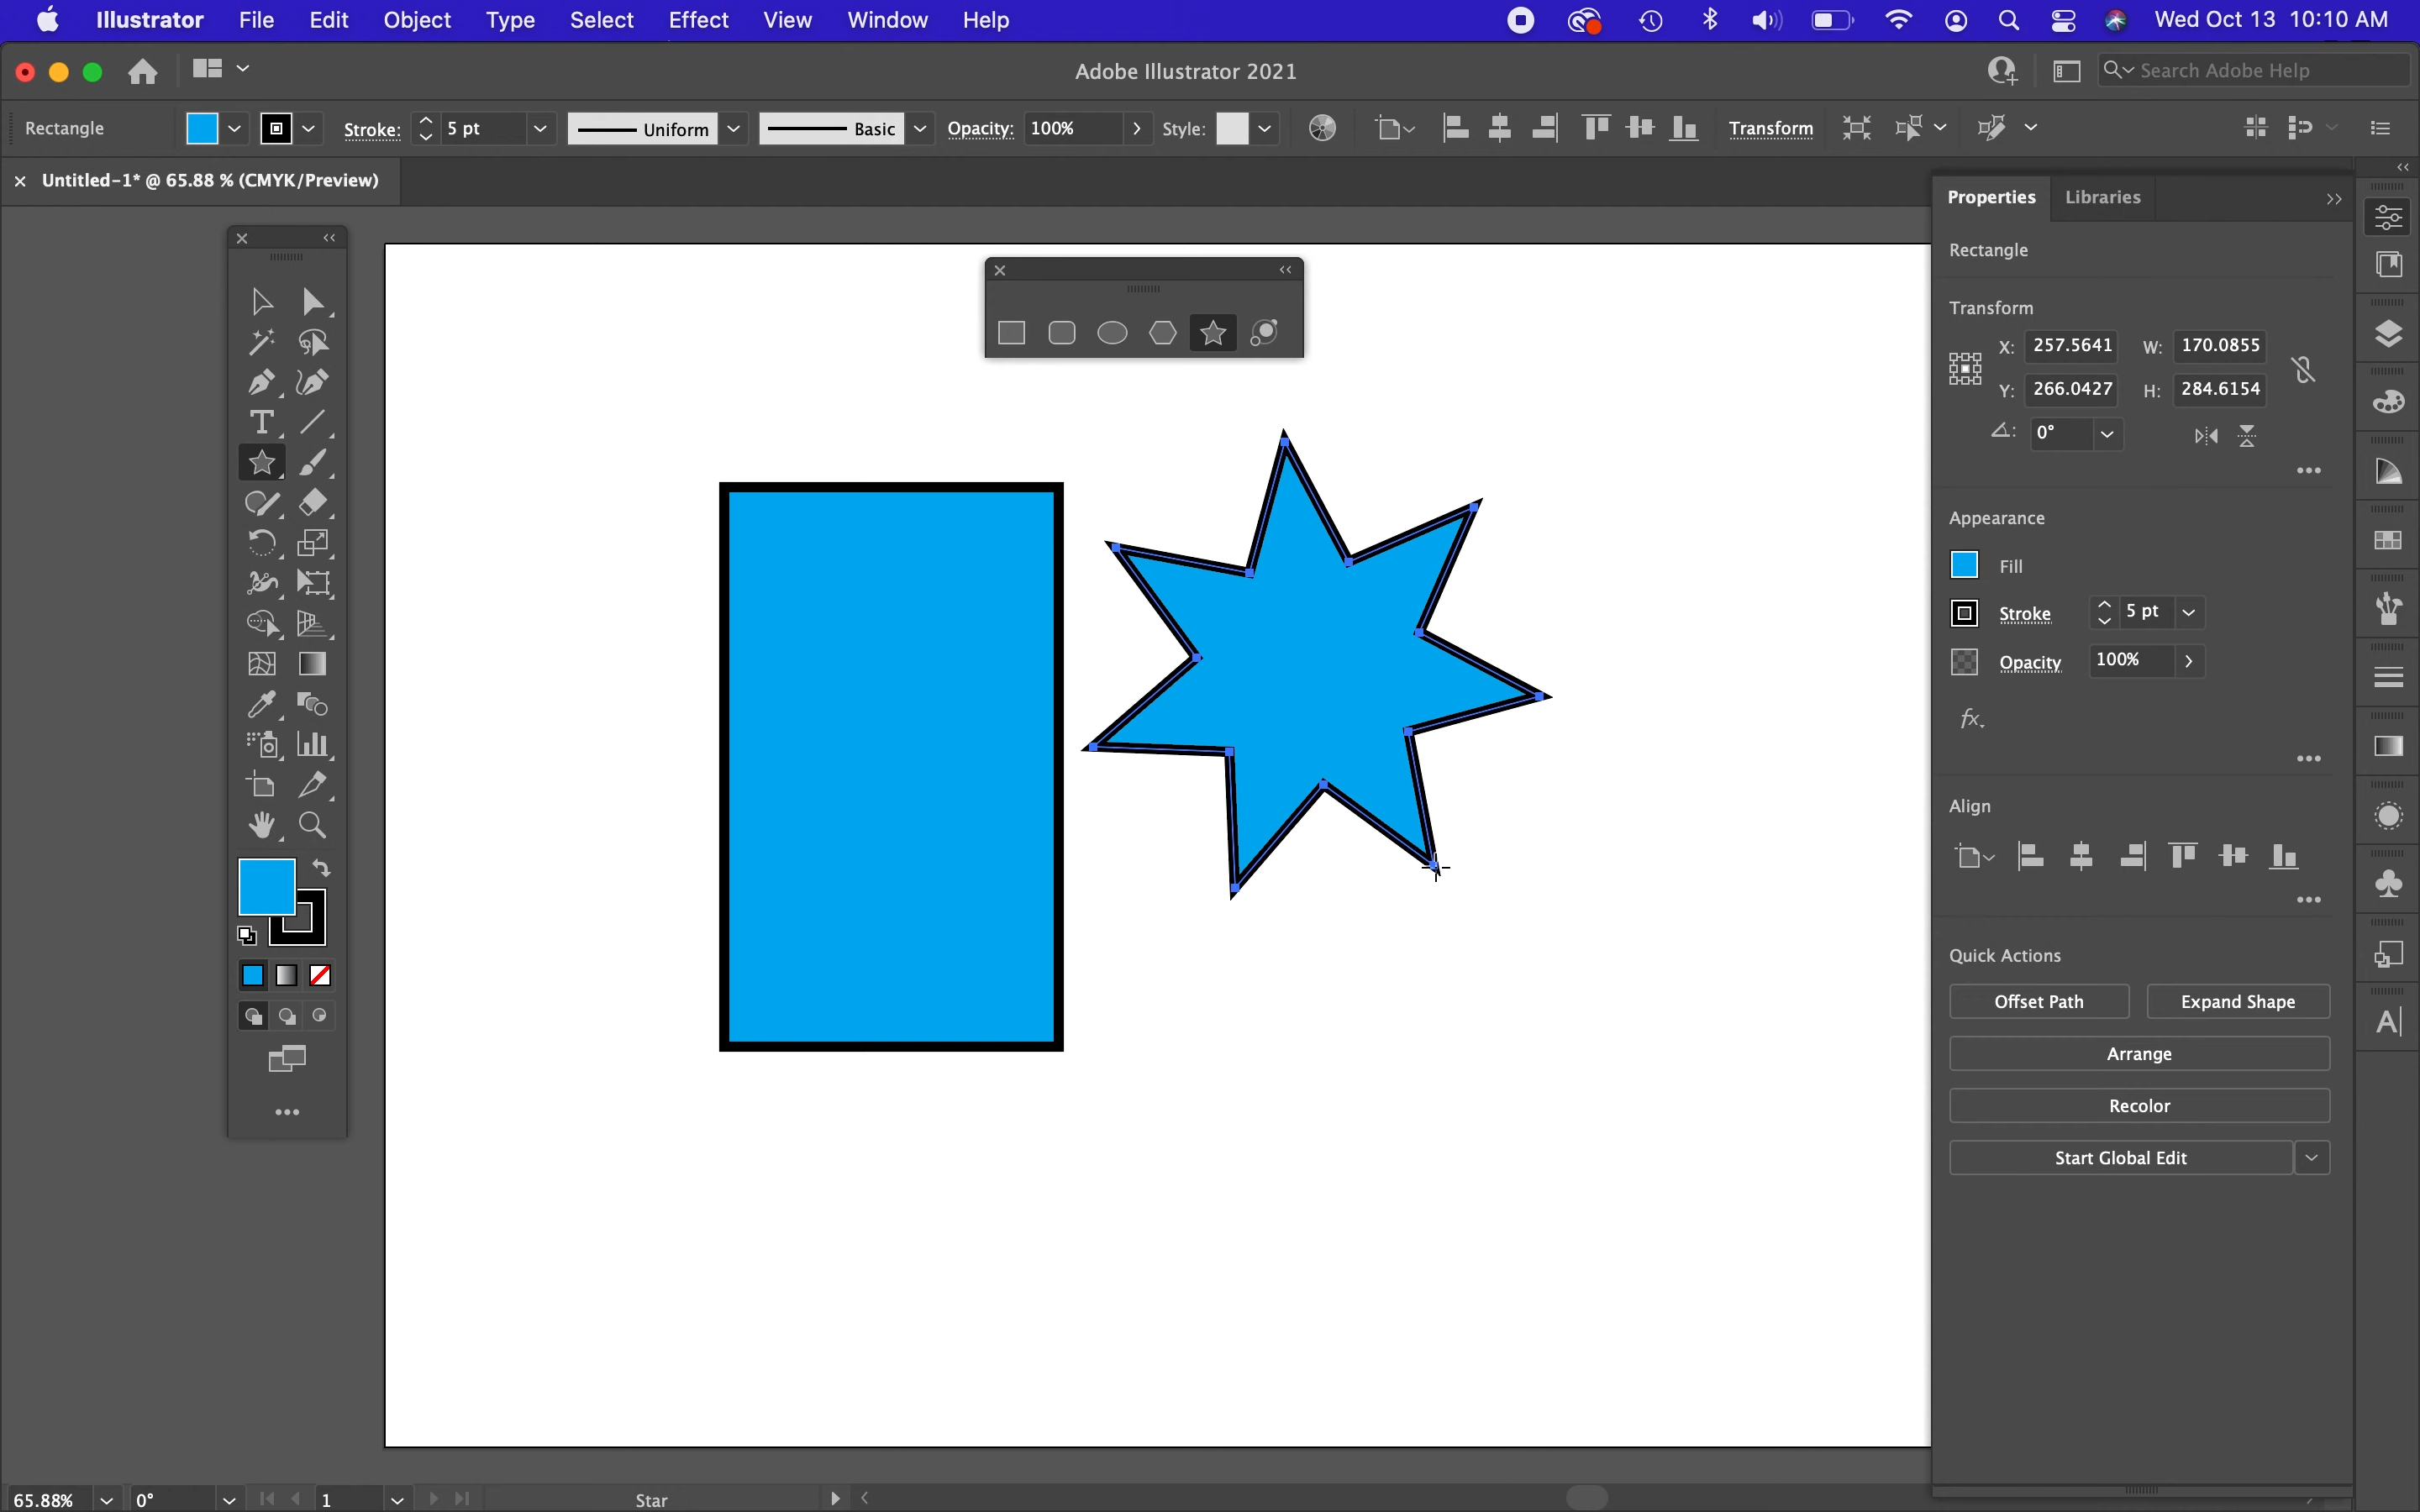 Illustrator File Edit Object Type Select Effect View Window Help Wed Oct 13 10:10 AM
Adobe Illustrator 2021 Search Adobe Help
Rectangle Stroke: 5 pt Uniform Basic Opacity: 100% Style: Transform
Untitled-1* @ 65.88 % (CMYK/Preview)
Properties Libraries
Rectangle
Transform
X: 257.5641 W: 170.0855
Y: 266.0427 H: 284.6154
0°
Appearance
Fill
Stroke 5 pt
Opacity 100%
fx.
Align
Quick Actions
Offset Path Expand Shape
Arrange
Recolor
Start Global Edit
65.88% 0° 1 Star